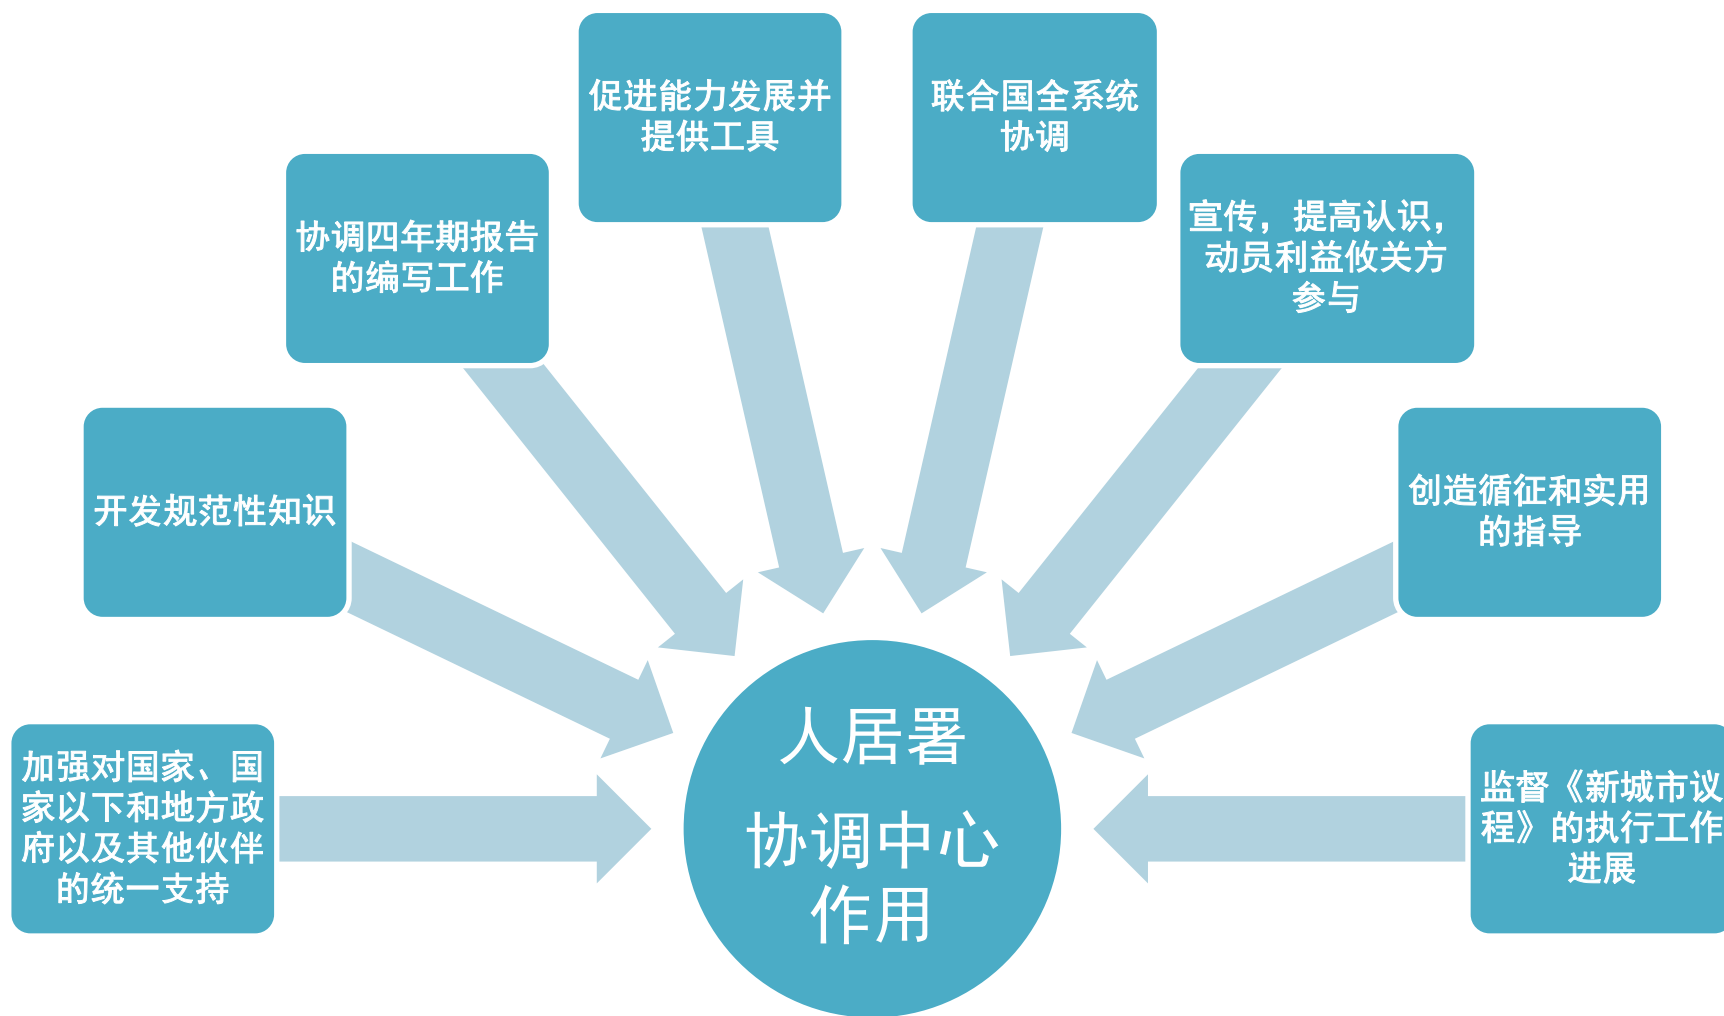 促进能力发展并
提供工具
联合国全系统
协调
协调四年期报告
的编写工作
宣传，提高认识，
动员利益攸关方
参与
开发规范性知识
创造循征和实用
的指导
加强对国家、国
家以下和地方政
府以及其他伙伴
的统一支持
人居署
协调中心
作用
监督《新城市议
程》的执行工作
进展